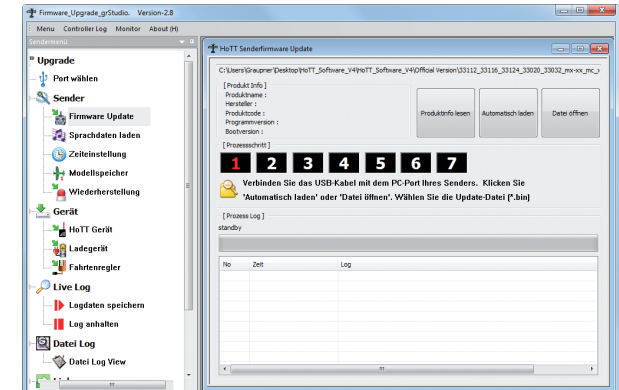 Firmware_Upgrade_grStudio. Version-2.8
Menu Controller Log Monitor About (H)
Sendermenü
Upgrade
Port wählen
Sender
Firmware Update
Sprachdaten laden
Zeiteinstellung
Modellspeicher
Wiederherstellung
Gerät
HoTT Gerät
Ladegerät
Fahrtenregler
Live Log
Logdaten speichern
Log anhalten
Datei Log
Datei Log View
HoTT Senderfirmware Update
C:\Users\Graupner\Desktop\HoTT_Software_V4\HoTT_Software_V4\Official Version\33112_33116_33124_33020_33032_mx-xx_mc_
[Produkt Info]
Produktname :
Hersteller :
Produktcode :
Programmversion :
Bootversion :
Produktinfo lesen Automatisch laden Datei öffnen
[Prozessschritt]
1 2 3 4 5 6 7
Verbinden Sie das USB-Kabel mit dem PC-Port Ihres Senders. Klicken Sie
'Automatisch laden' oder 'Datei öffnen'. Wählen Sie die Update-Datei (*.bin)
[Prozess Log]
standby
No Zeit Log